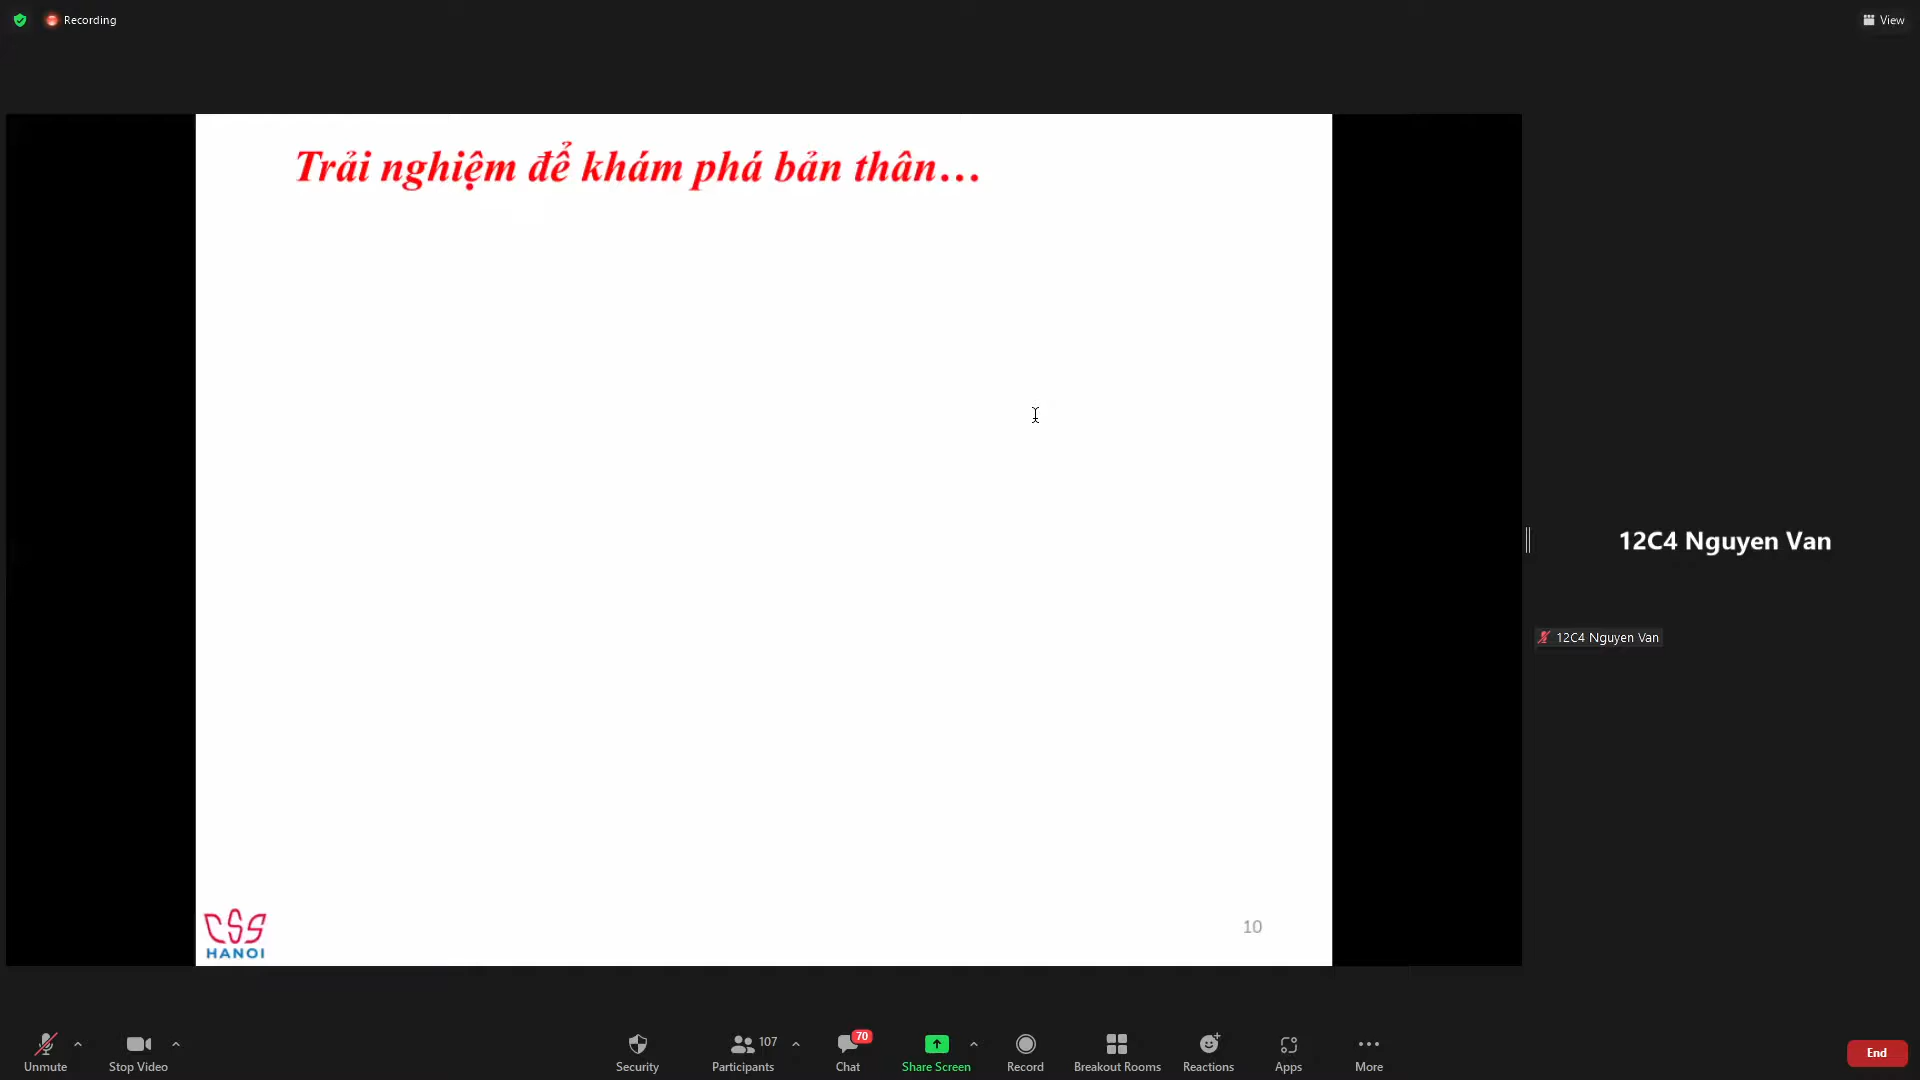 Recording
View
Trải nghiệm để khám phá bản thân...
12C4 Nguyen Van
12C4 Nguyen Van
CSS
HANOI
10
Unmute
Stop Video
Security
107
Participants
70
Chat
Share Screen
Record
Breakout Rooms
Reactions
Apps
More
End